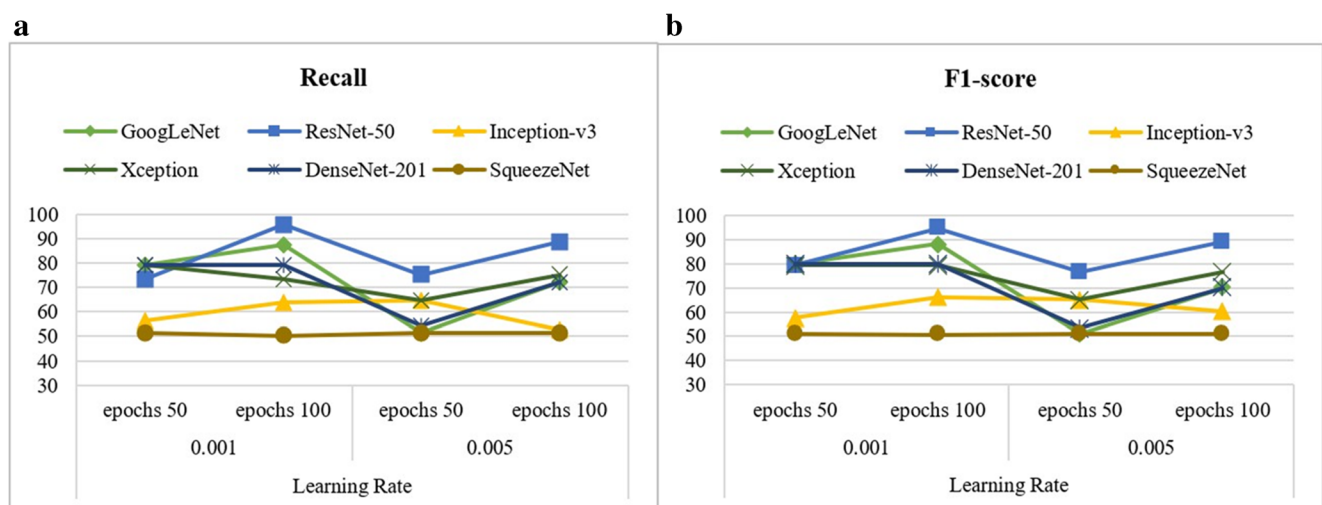 a
Recall
GoogLeNet ResNet-50 Inception-v3
Xception DenseNet-201 SqueezeNet
100
90
80
70
60
50
40
30
epochs 50 epochs 100 epochs 50 epochs 100
0.001 0.005
Learning Rate
b
F1-score
GoogLeNet ResNet-50 Inception-v3
Xception DenseNet-201 SqueezeNet
100
90
80
70
60
50
40
30
epochs 50 epochs 100 epochs 50 epochs 100
0.001 0.005
Learning Rate